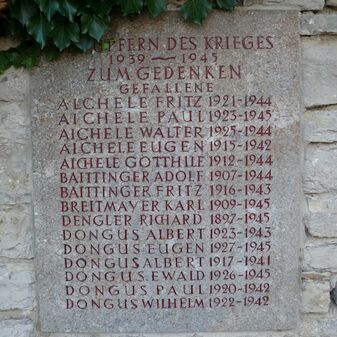 OPFERN DES KRIEGES
1939 – 1945
ZUM GEDENKEN
GEFALLENE
AICHELE FRITZ 1921-1944
AICHELE PAUL 1923-1945
AICHELE WALTER 1925-1944
AICHELE EUGEN 1915-1942
AICHELE GOTTHILF 1912-1944
BAITTINGER ADOLF 1907-1944
BAITTINGER FRITZ 1916-1943
BREITMAYER KARL 1909-1945
DENGLER RICHARD 1897-1945
DONGUS ALBERT 1923-1943
DONGUS EUGEN 1927-1945
DONGUS ALBERT 1917-1941
DONGUS EWALD 1926-1945
DONGUS PAUL 1920-1942
DONGUS WILHELM 1922-1942